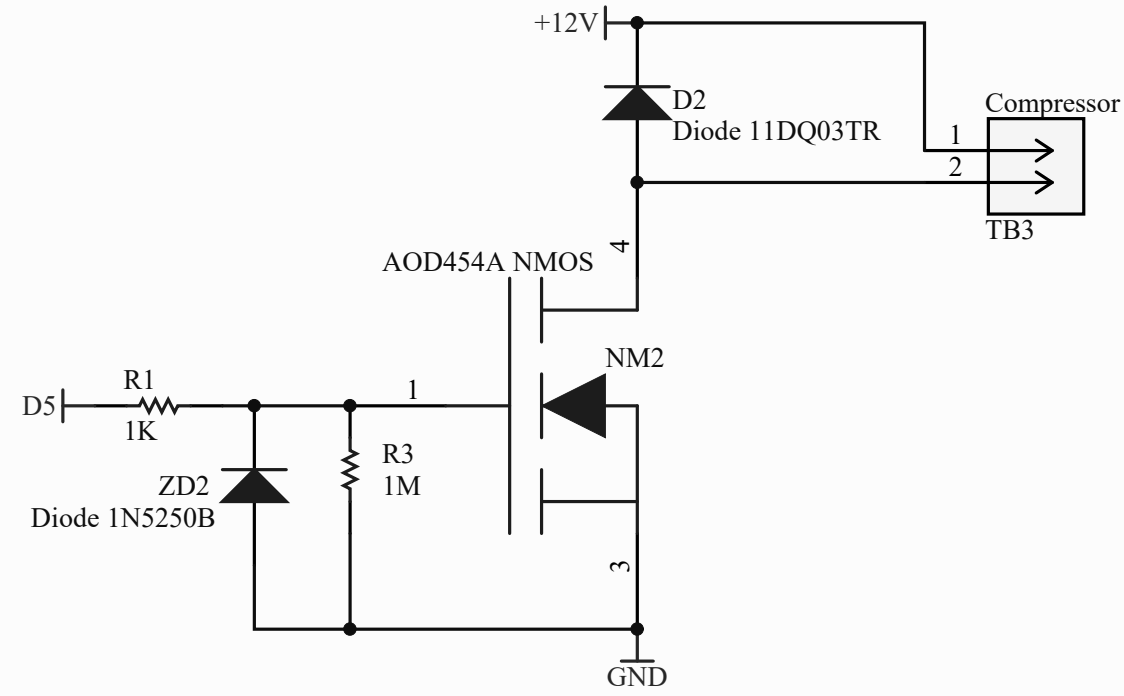 +12V
D2
Diode 11DQ03TR
Compressor
1
2
TB3
4
AOD454A NMOS
NM2
D5
R1
1K
1
R3
1M
ZD2
Diode 1N5250B
3
GND